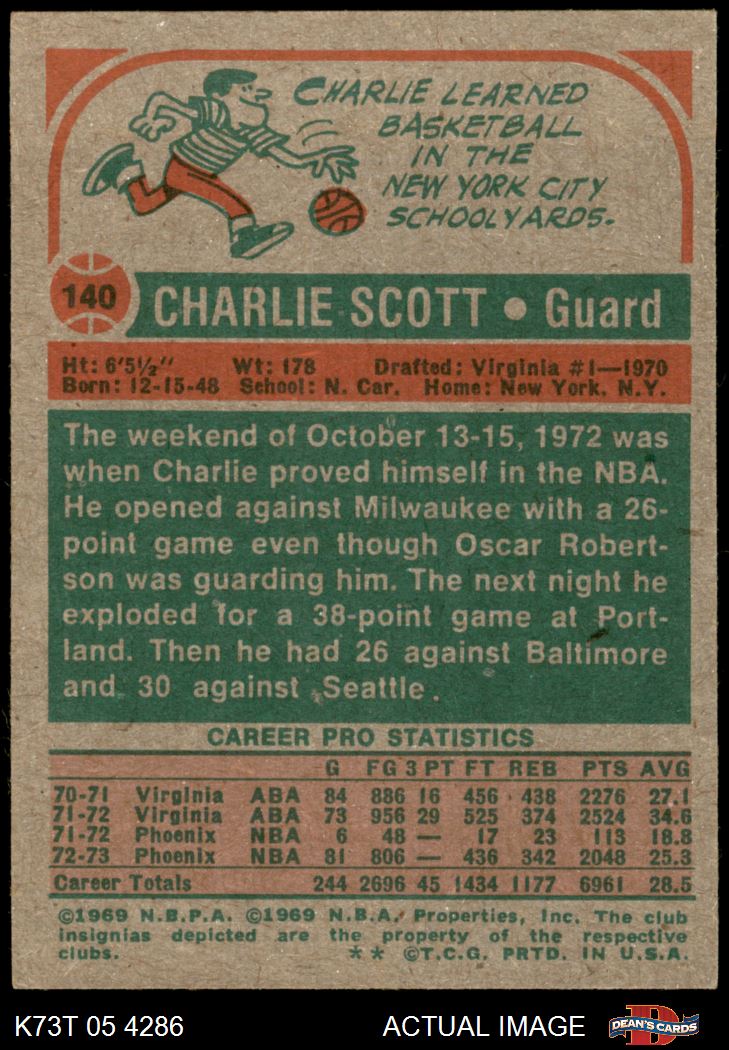 CHARLIE LEARNED
BASKETBALL
IN THE
NEW YORK CITY
SCHOOLYARDS.
140 CHARLIE SCOTT • Guard
Ht: 6'5½" Wt: 178 Drafted: Virginia #1—1970
Born: 12-15-48 School: N. Car. Home: New York, N.Y.
The weekend of October 13-15, 1972 was
when Charlie proved himself in the NBA.
He opened against Milwaukee with a 26-
point game even though Oscar Robert-
son was guarding him. The next night he
exploded for a 38-point game at Port-
land. Then he had 26 against Baltimore
and 30 against Seattle.
CAREER PRO STATISTICS
G FG 3 PT FT REB PTS AVG
70-71 Virginia ABA 84 886 16 456 438 2276 27.1
71-72 Virginia ABA 73 956 29 525 374 2524 34.6
71-72 Phoenix NBA 6 48 — 17 23 113 18.8
72-73 Phoenix NBA 81 806 — 436 342 2048 25.3
Career Totals 244 2696 45 1434 1177 6961 28.5
©1969 N.B.P.A. ©1969 N.B.A. Properties, Inc. The club
insignias depicted are the property of the respective
clubs. ** ©T.C.G. PRTD. IN U.S.A.
K73T 05 4286 ACTUAL IMAGE D DEAN'S CARDS